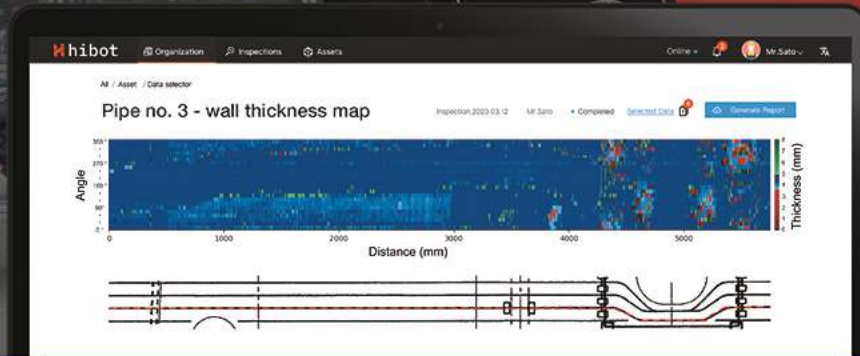 hibot Organization Inspections Assets Online Mr.Sato
All / Asset / Data selector
Pipe no. 3 - wall thickness map Inspection 2020-03.12 Mr.Sato Completed Selected Data Generate Report
Angle
360°
270°
180°
90°
0°
0 1000 2000 3000 4000 5000
Distance (mm)
Thickness (mm)